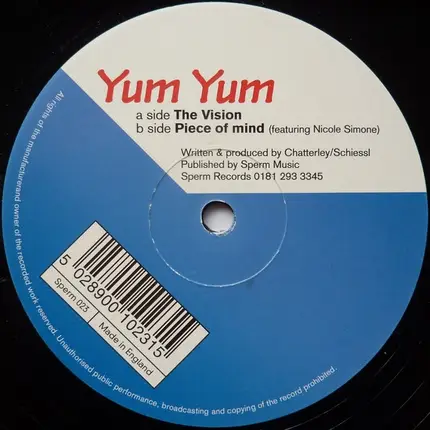 Yum Yum
a side The Vision
b side Piece of mind (featuring Nicole Simone)
Written & produced by Chatterley/Schiessl
Published by Sperm Music
Sperm Records 0181 293 3345
5 028900 102315
Sperm 023
Made in England
All rights of the manufacturerand owner of the recorded work reserved. Unauthorised public performance, broadcasting and copying of the record prohibited.